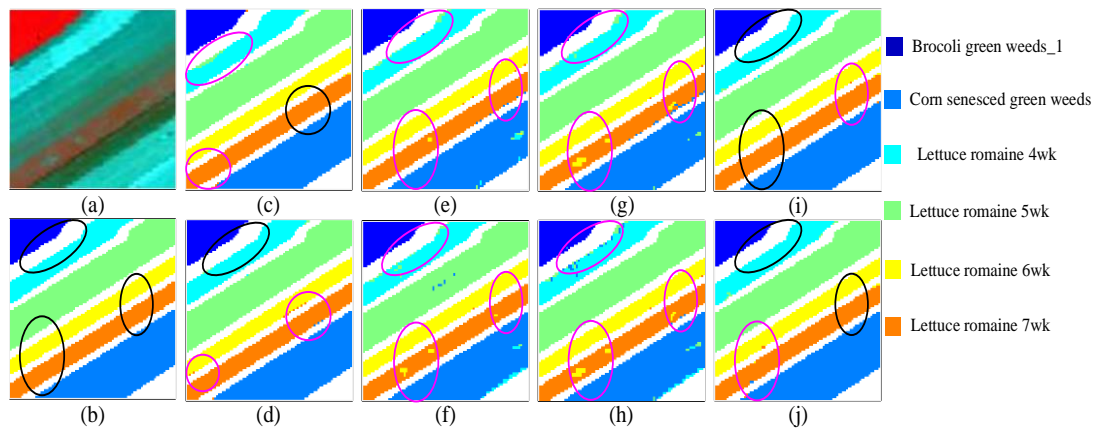 (a)
(c)
(e)
(g)
(i)
(b)
(d)
(f)
(h)
(j)
Brocoli green weeds_1
Corn senesced green weeds
Lettuce romaine 4wk
Lettuce romaine 5wk
Lettuce romaine 6wk
Lettuce romaine 7wk